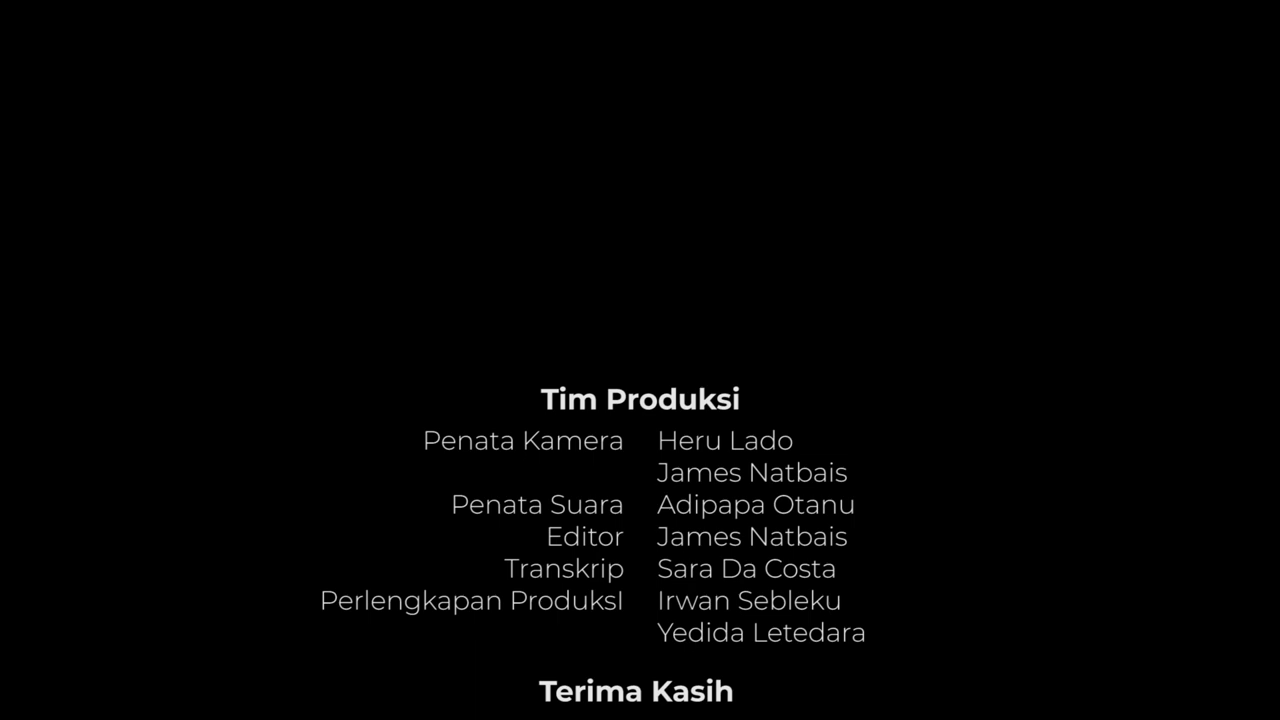 Tim Produksi
Penata Kamera Heru Lado
James Natbais
Penata Suara Adipapa Otanu
Editor James Natbais
Transkrip Sara Da Costa
Perlengkapan ProduksI Irwan Sebleku
Yedida Letedara
Terima Kasih